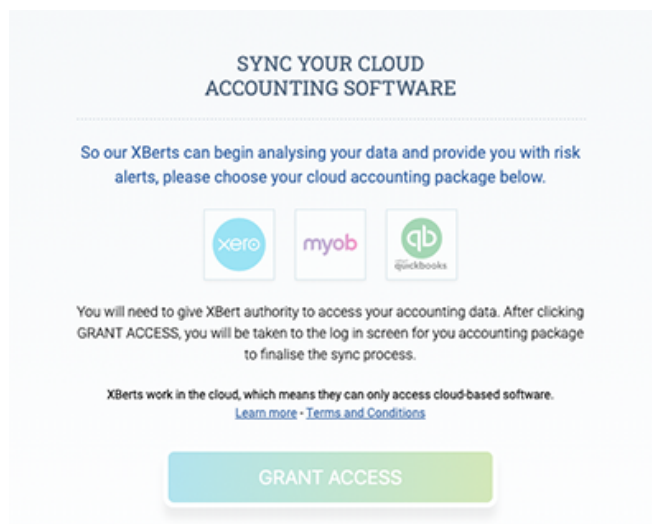 SYNC YOUR CLOUD
ACCOUNTING SOFTWARE
So our XBerts can begin analysing your data and provide you with risk
alerts, please choose your cloud accounting package below.
xero
myob
qb
quickbooks
You will need to give XBert authority to access your accounting data. After clicking
GRANT ACCESS, you will be taken to the log in screen for you accounting package
to finalise the sync process.
XBerts work in the cloud, which means they can only access cloud-based software.
Learn more - Terms and Conditions
GRANT ACCESS